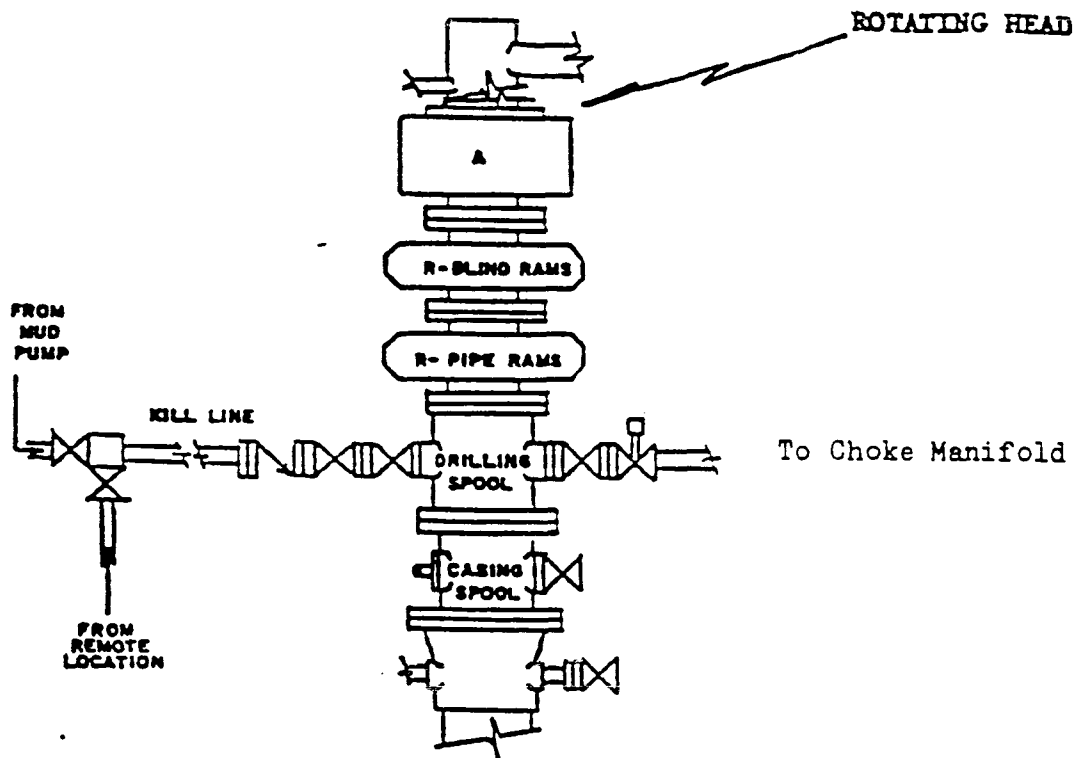 ROTATING HEAD
A
R-BLIND RAMS
FROM
MUD
PUMP
R- PIPE RAMS
KILL LINE
DRILLING
SPOOL
To Choke Manifold
CASING
SPOOL
FROM
REMOTE
LOCATION